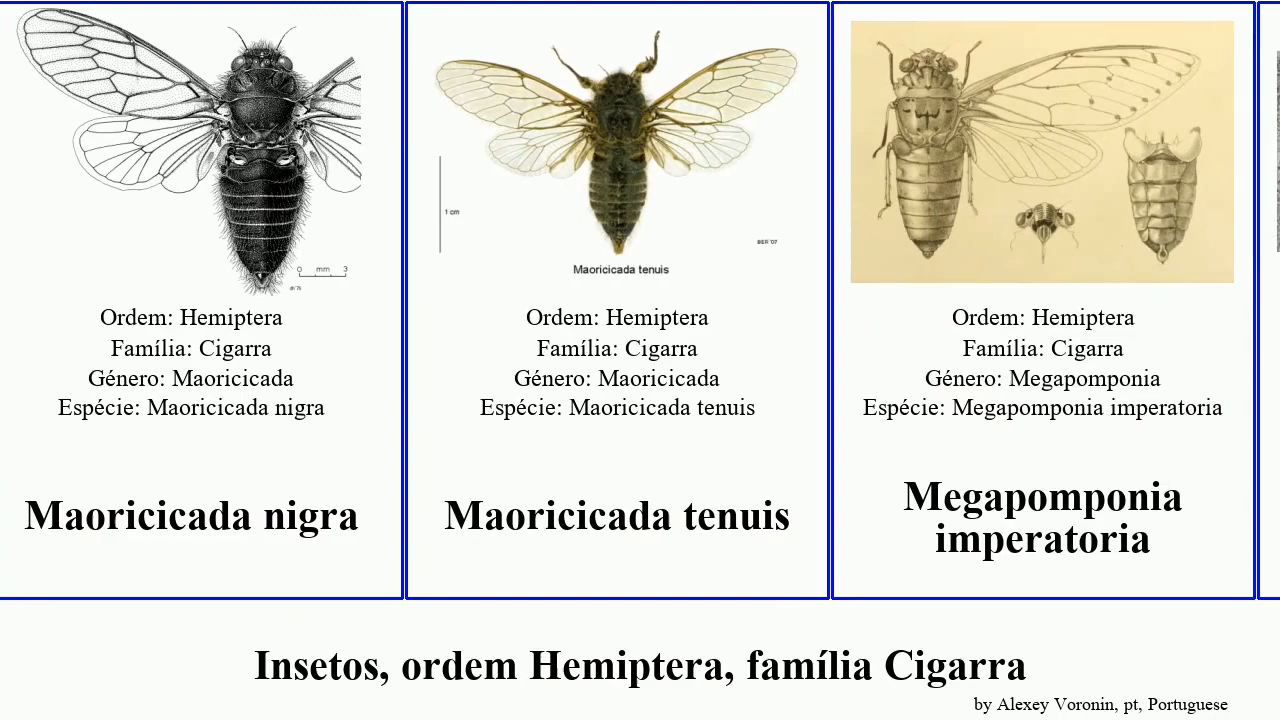 0 mm 3
Ordem: Hemiptera
Família: Cigarra
Género: Maoricicada
Espécie: Maoricicada nigra
Maoricicada nigra
1 cm
BER '07
Maoricicada tenuis
Ordem: Hemiptera
Família: Cigarra
Género: Maoricicada
Espécie: Maoricicada tenuis
Maoricicada tenuis
Ordem: Hemiptera
Família: Cigarra
Género: Megapomponia
Espécie: Megapomponia imperatoria
Megapomponia
imperatoria
Insetos, ordem Hemiptera, família Cigarra
by Alexey Voronin, pt, Portuguese